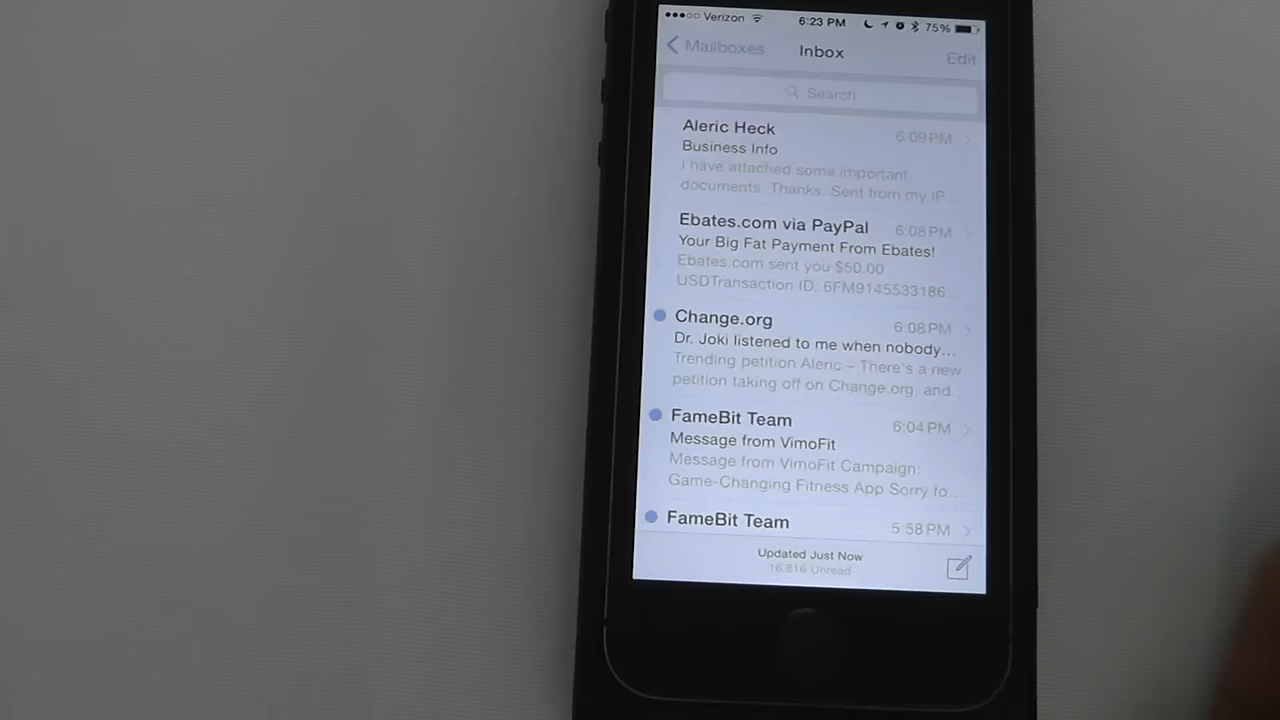 Verizon 6:23 PM 75%
Mailboxes Inbox Edit
Search
Aleric Heck 6:09 PM
Business Info
I have attached some important
documents. Thanks. Sent from my iP...
Ebates.com via PayPal 6:08 PM
Your Big Fat Payment From Ebates!
Ebates.com sent you $50.00
USDTransaction ID: 6FM9145533186...
Change.org 6:08 PM
Dr. Joki listened to me when nobody...
Trending petition Aleric – There's a new
petition taking off on Change.org, and...
FameBit Team 6:04 PM
Message from VimoFit
Message from VimoFit Campaign:
Game-Changing Fitness App Sorry fo...
FameBit Team 5:58 PM
Updated Just Now
16,816 Unread